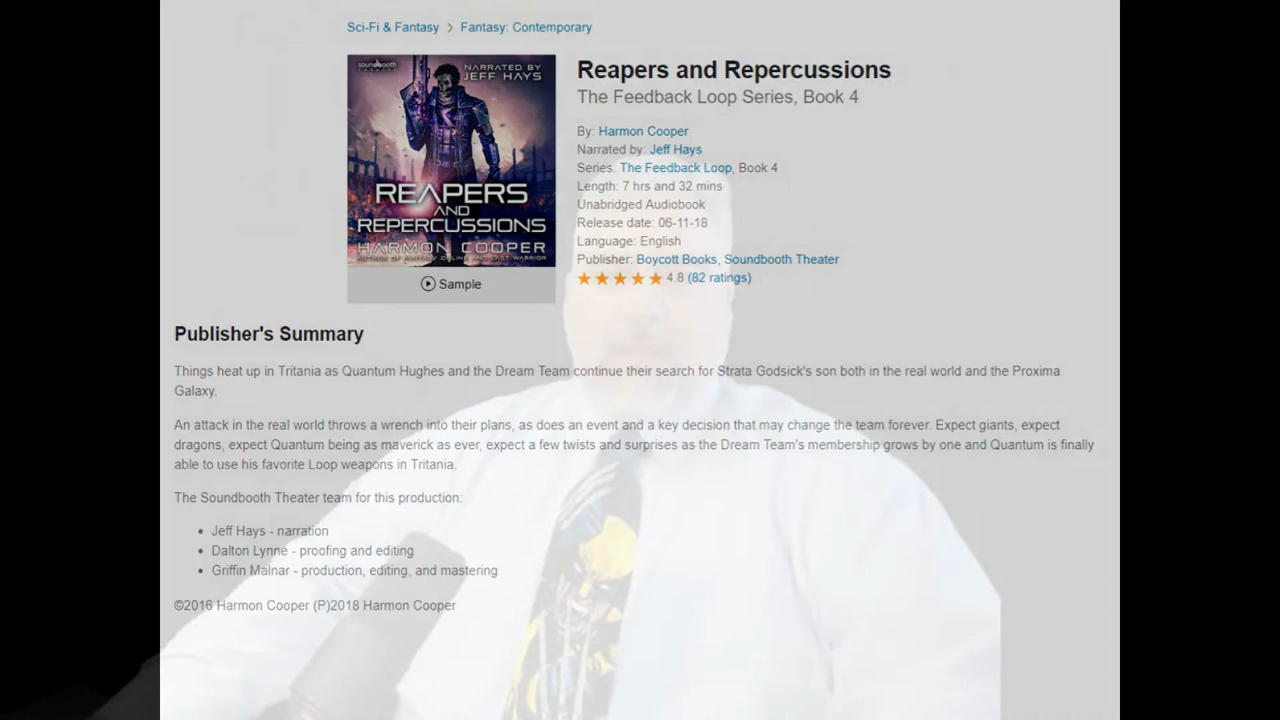 Sci-Fi & Fantasy > Fantasy: Contemporary
soundbooth
theatre
NARRATED BY
JEFF HAYS
REAPERS
AND
REPERCUSSIONS
HARMON COOPER
AUTHOR OF FANTASY ONLINE AND LAST WARRIOR
Sample
Reapers and Repercussions
The Feedback Loop Series, Book 4
By: Harmon Cooper
Narrated by: Jeff Hays
Series: The Feedback Loop, Book 4
Length: 7 hrs and 32 mins
Unabridged Audiobook
Release date: 06-11-18
Language: English
Publisher: Boycott Books, Soundbooth Theater
4.8 (82 ratings)
Publisher's Summary
Things heat up in Tritania as Quantum Hughes and the Dream Team continue their search for Strata Godsick's son both in the real world and the Proxima
Galaxy.
An attack in the real world throws a wrench into their plans, as does an event and a key decision that may change the team forever. Expect giants, expect
dragons, expect Quantum being as maverick as ever, expect a few twists and surprises as the Dream Team's membership grows by one and Quantum is finally
able to use his favorite Loop weapons in Tritania.
The Soundbooth Theater team for this production:
• Jeff Hays - narration
• Dalton Lynne - proofing and editing
• Griffin Malnar - production, editing, and mastering
©2016 Harmon Cooper (P)2018 Harmon Cooper